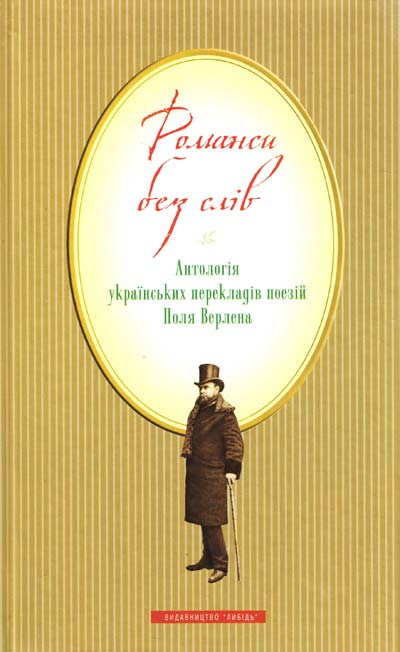 Романси
без слів
Антологія
українських перекладів поезій
Поля Верлена
ВИДАВНИЦТВО "ЛИБІДЬ"